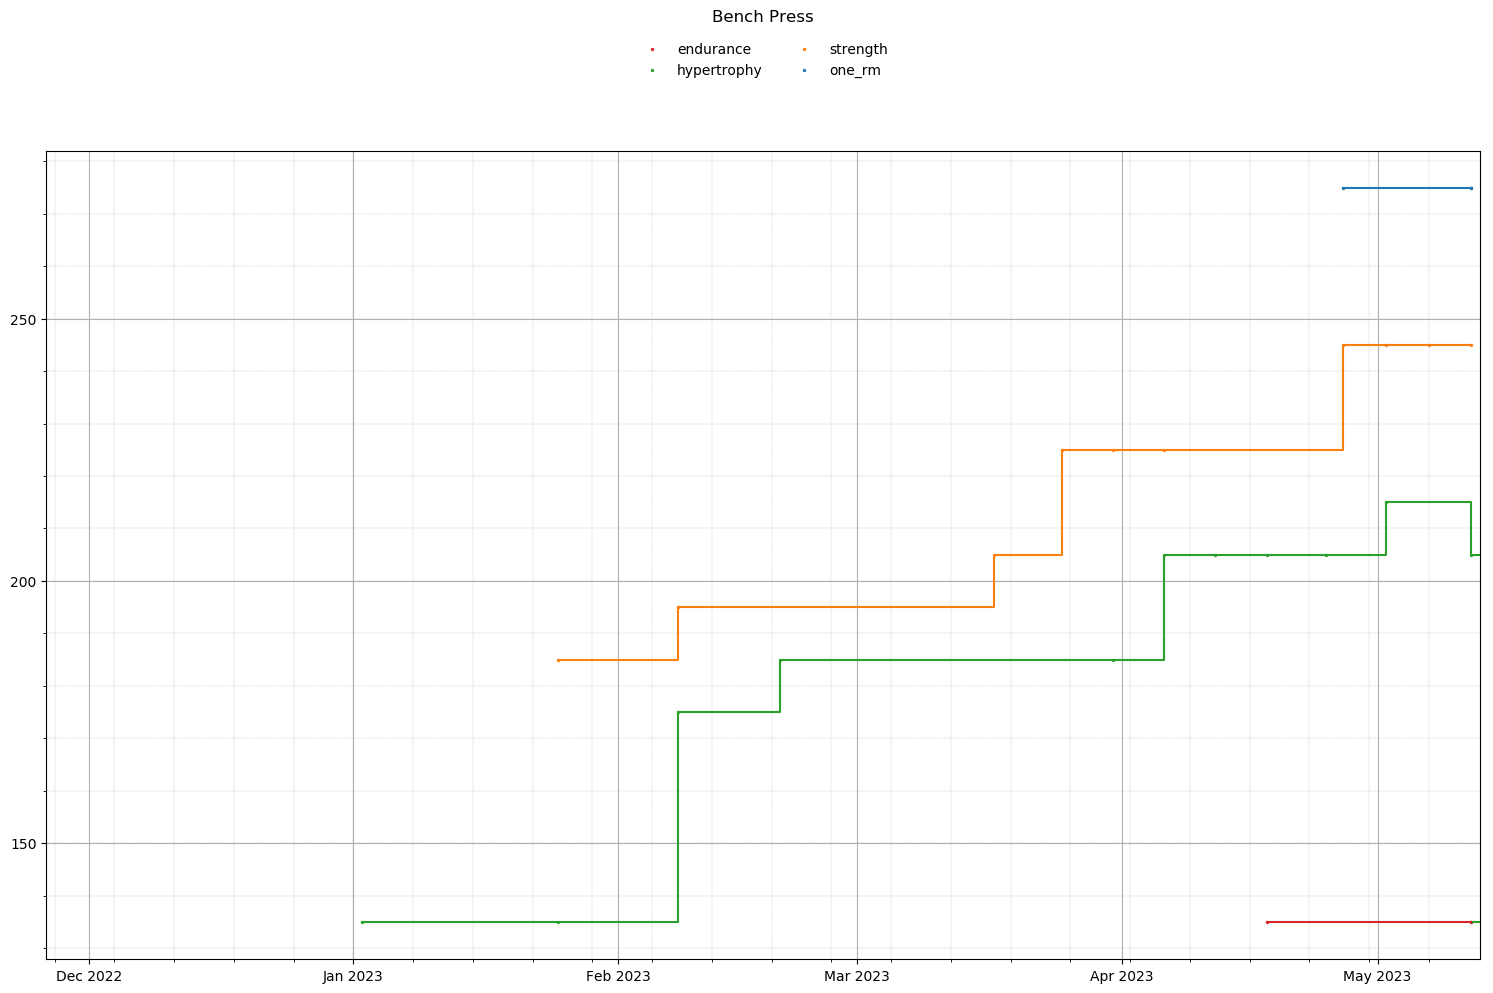 Bench Press
endurance strength
hypertrophy one_rm
250
200
150
Dec 2022 Jan 2023 Feb 2023 Mar 2023 Apr 2023 May 2023